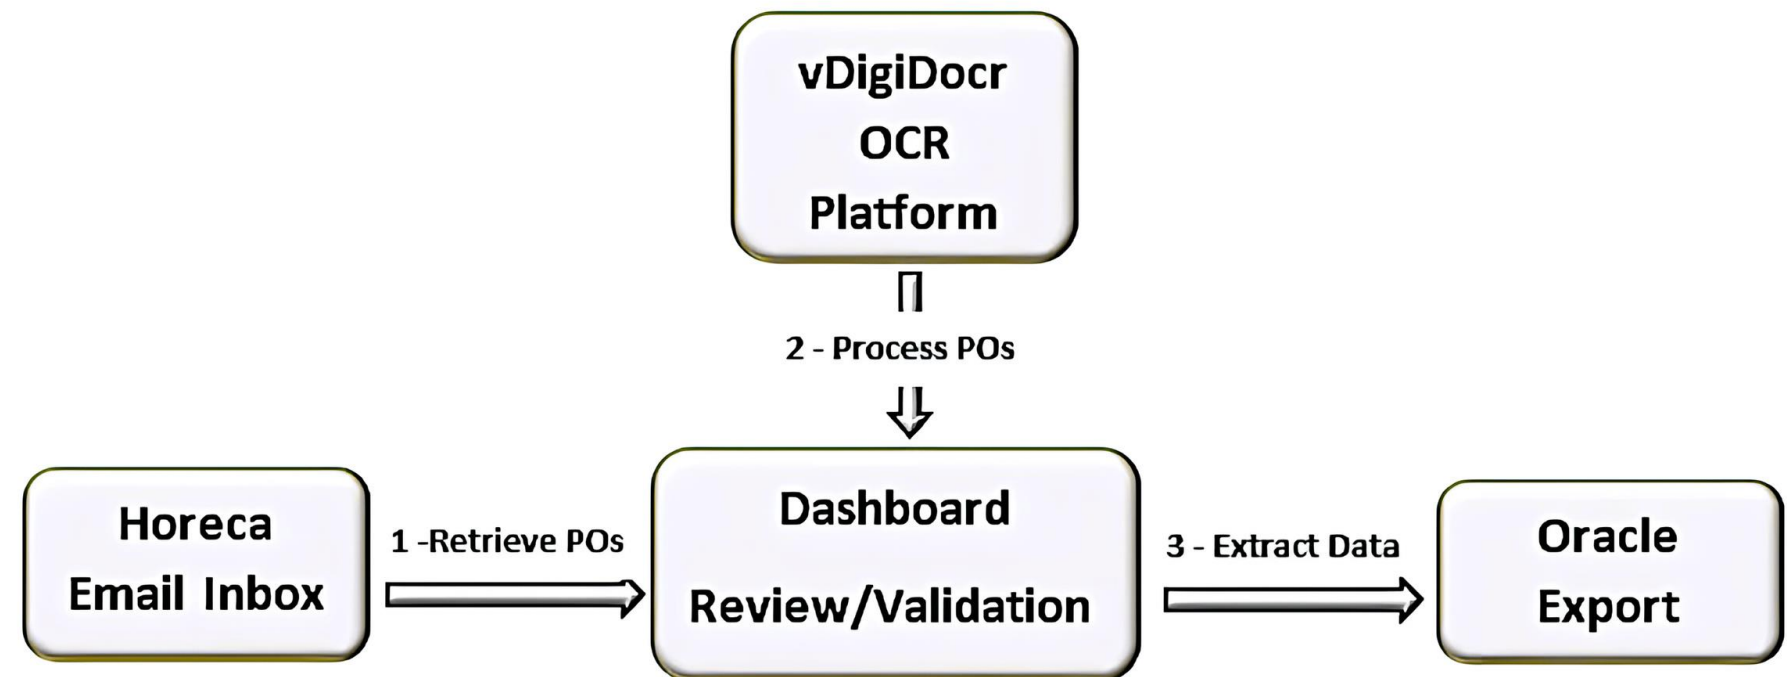 vDigiDocr
OCR
Platform
2 - Process POs
Horeca
Email Inbox
1 -Retrieve POs
Dashboard
Review/Validation
3 - Extract Data
Oracle
Export